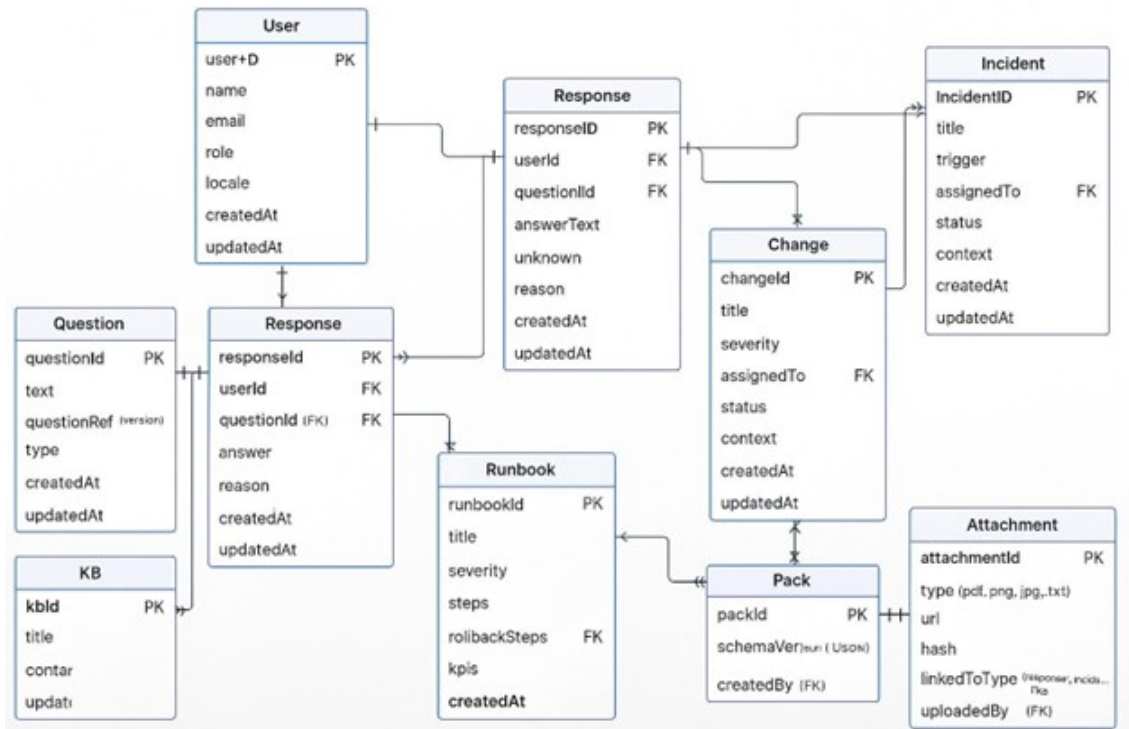 User
user+D PK
name
email
role
locale
createdAt
updatedAt
Response
responseID PK
userId FK
questionIld FK
answerText
unknown
reason
createdAt
updatedAt
Incident
IncidentID PK
title
trigger
assignedTo FK
status
context
createdAt
updatedAt
Change
changeId PK
title
severity
assignedTo FK
status
context
createdAt
updatedAt
Question
questionId PK
text
questionRef (version)
type
createdAt
updatedAt
Response
responseId PK
userId FK
questionId (FK) FK
answer
reason
createdAt
updatedAt
Runbook
runbookId PK
title
severity
steps
rolibackSteps FK
kpis
createdAt
KB
kbId PK
title
contar
updatı
Pack
packId PK
schemaVer
createdBy (FK)
Attachment
attachmentId PK
type (pdf, png, jpg,.txt)
url
hash
linkedToType
uploadedBy (FK)